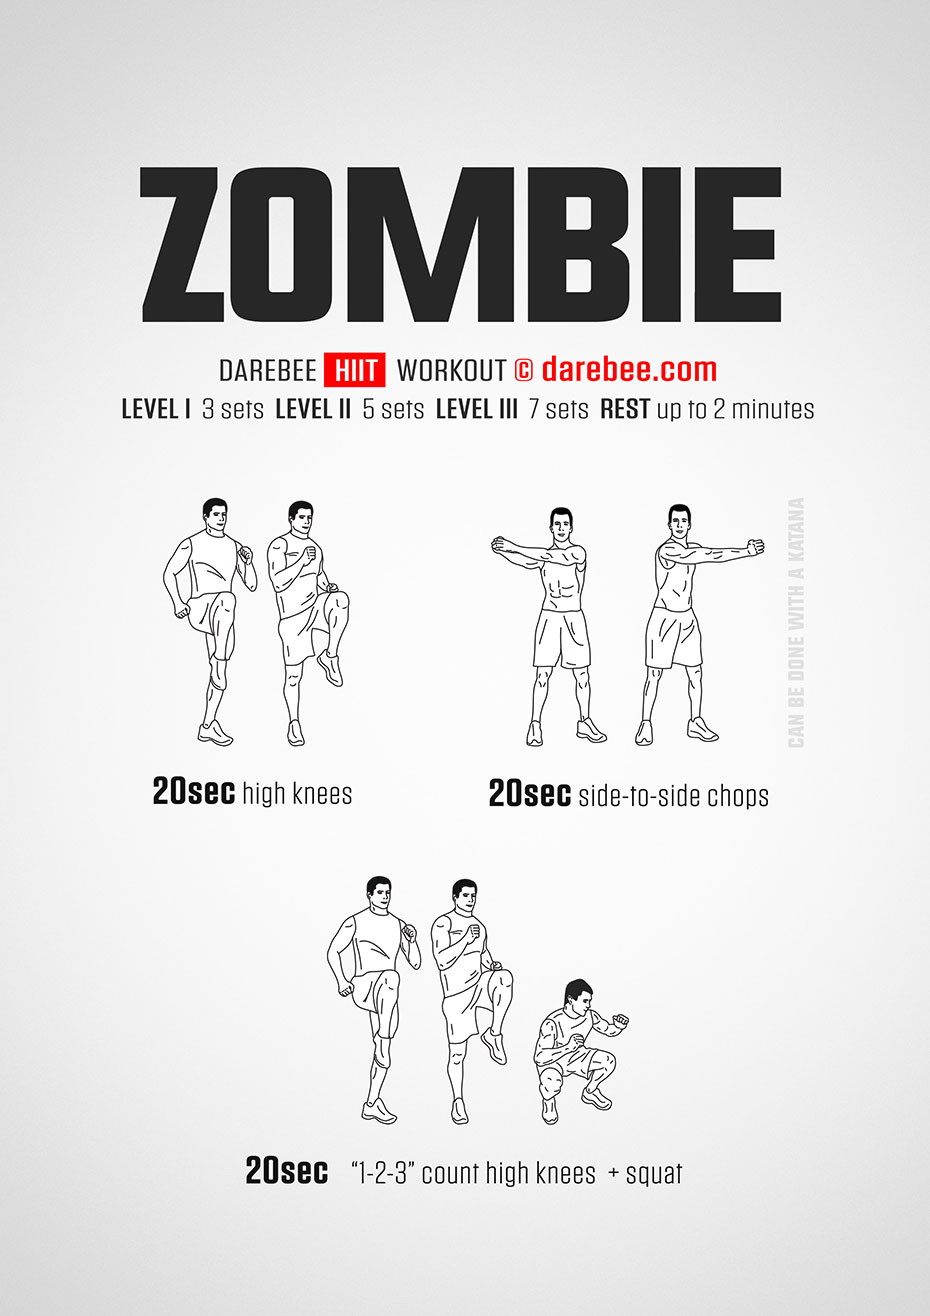 ZOMBIE
DAREBEE HIIT WORKOUT © darebee.com
LEVEL I 3 sets LEVEL II 5 sets LEVEL III 7 sets REST up to 2 minutes
CAN BE DONE WITH A KATANA
20sec high knees
20sec side-to-side chops
20sec “1-2-3” count high knees + squat